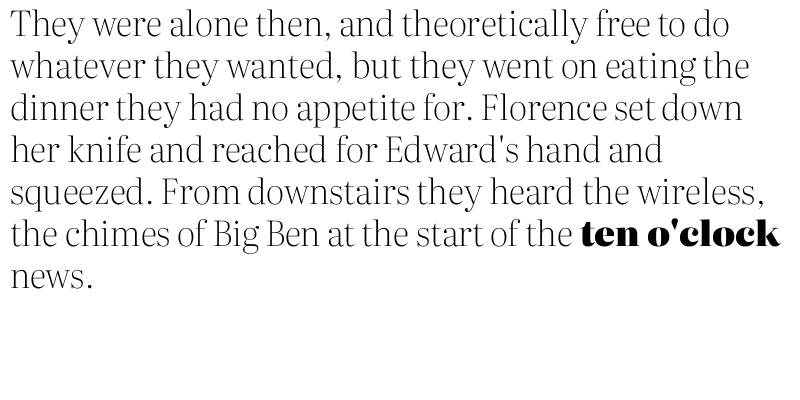 They were alone then, and theoretically free to do
whatever they wanted, but they went on eating the
dinner they had no appetite for. Florence set down
her knife and reached for Edward's hand and
squeezed. From downstairs they heard the wireless,
the chimes of Big Ben at the start of the ten o'clock
news.